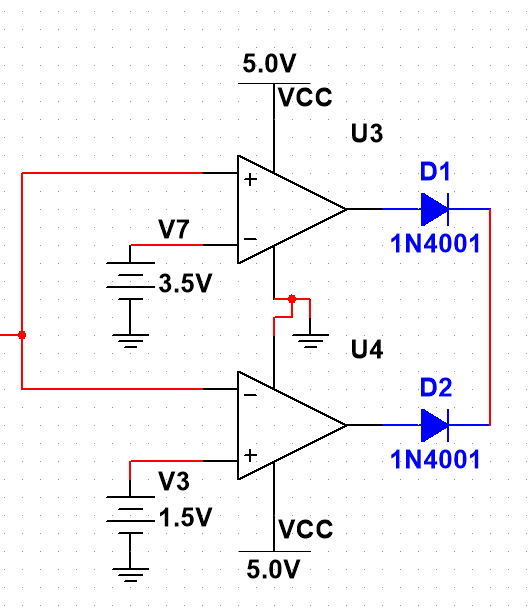 5.0V
VCC
U3
D1
+
1N4001
V7
−
3.5V
U4
D2
−
1N4001
+
V3
1.5V
VCC
5.0V